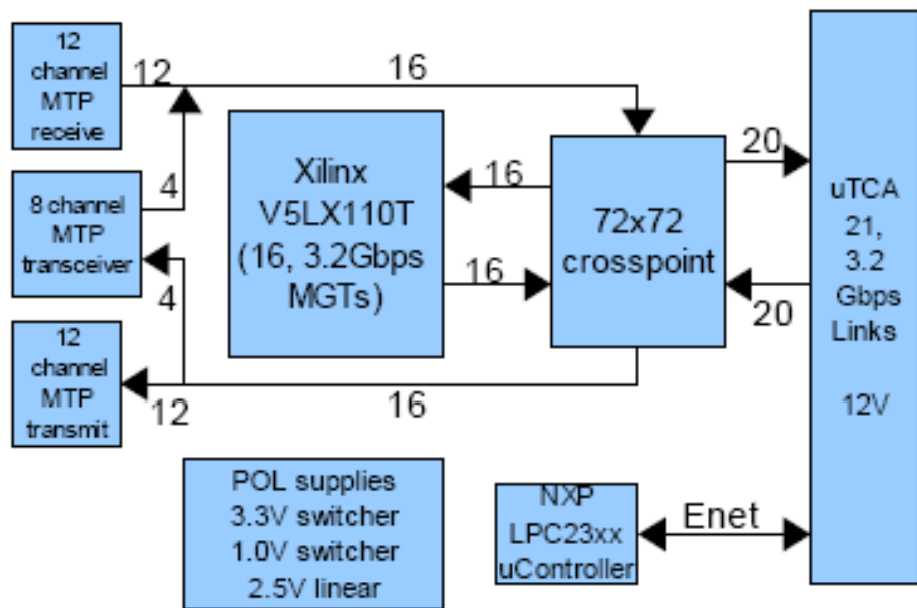 12
channel
MTP
receive
12
16
8 channel
MTP
transceiver
4
4
12
channel
MTP
transmit
12
16
Xilinx
V5LX110T
(16, 3.2Gbps
MGTs)
16
16
72x72
crosspoint
20
20
uTCA
21,
3.2
Gbps
Links
12V
POL supplies
3.3V switcher
1.0V switcher
2.5V linear
NXP
LPC23xx
uController
Enet